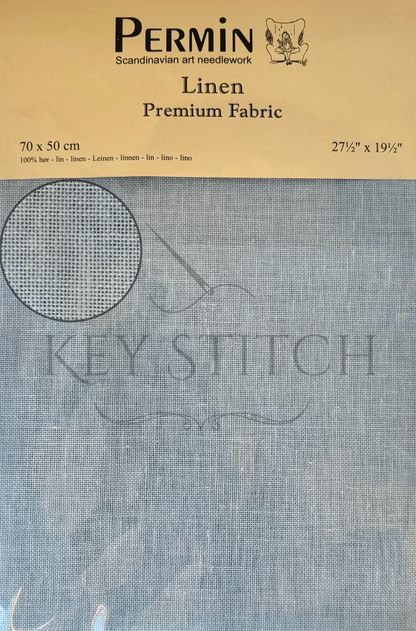 PERMIN
Scandinavian art needlework
Linen
Premium Fabric
70 x 50 cm
27½" x 19½"
100% hør - lin - linen - Leinen - linnen - lin - lino - lino
KEY STITCH